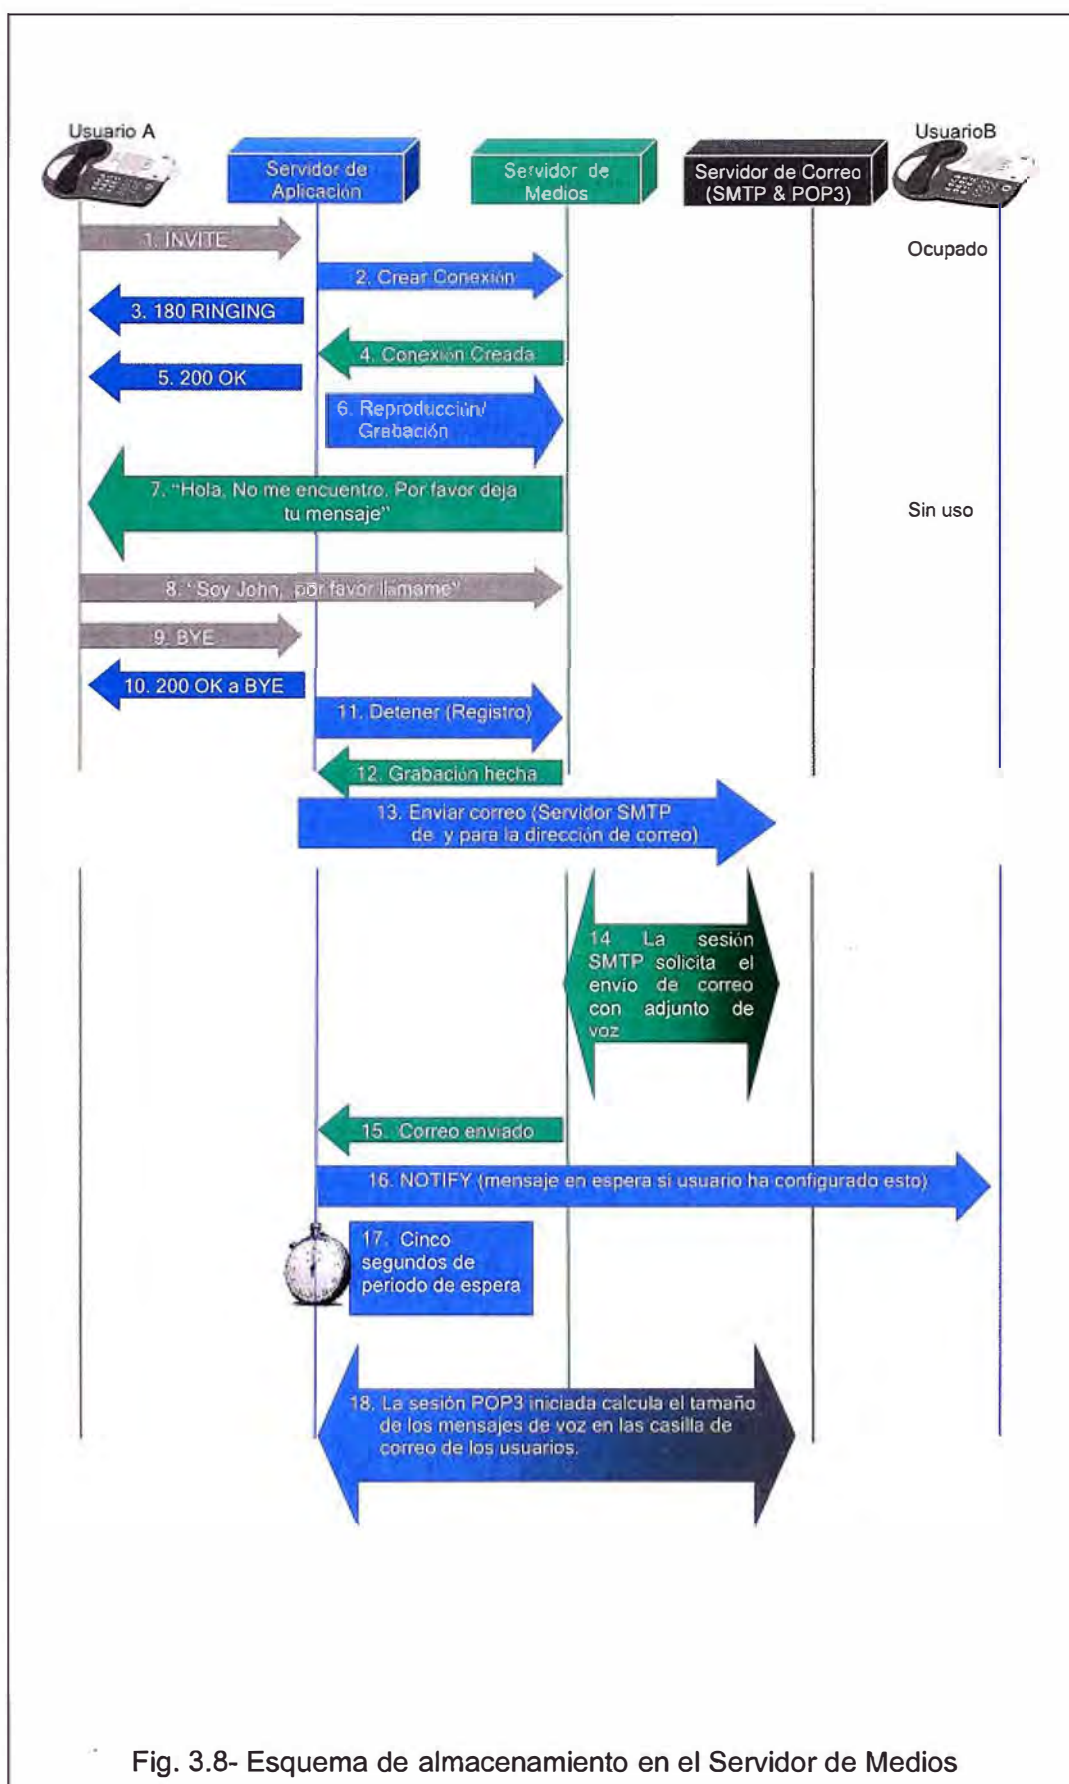 Usuario A
UsuarioB
Servidor de
Aplicación
Servidor de
Medios
Servidor de Correo
(SMTP & POP3)
1. INVITE
Ocupado
2. Crear Conexión
3. 180 RINGING
4. Conexión Creada
5. 200 OK
6. Reproducción/
Grabación
7. "Hola, No me encuentro. Por favor deja
tu mensaje"
Sin uso
8. "Soy John, por favor llamame"
9. BYE
10. 200 OK a BYE
11. Detener (Registro)
12. Grabación hecha
13. Enviar correo (Servidor SMTP
de y para la dirección de correo)
14 La sesión
SMTP solicita el
envio de correo
con adjunto de
voz
15. Correo enviado
16. NOTIFY (mensaje en espera si usuario ha configurado esto)
17. Cinco
segundos de
periodo de espera
18. La sesión POP3 iniciada calcula el tamaño
de los mensajes de voz en las casilla de
correo de los usuarios.
Fig. 3.8- Esquema de almacenamiento en el Servidor de Medios